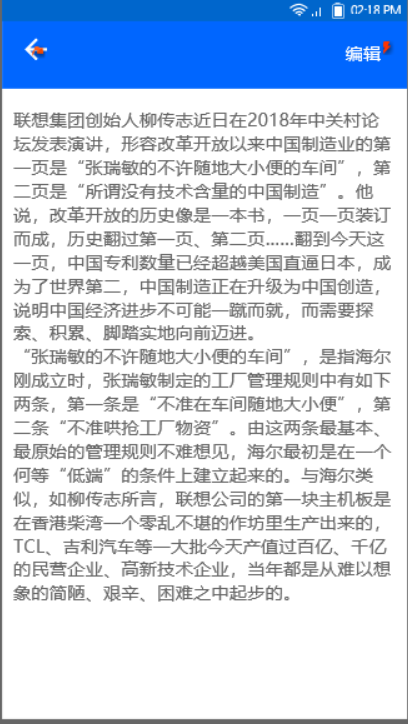 02:18 PM
编辑
联想集团创始人柳传志近日在2018年中关村论
坛发表演讲，形容改革开放以来中国制造业的第
一页是“张瑞敏的不许随地大小便的车间”，第
二页是“所谓没有技术含量的中国制造”。他
说，改革开放的历史像是一本书，一页一页装订
而成，历史翻过第一页、第二页......翻到今天这
一页，中国专利数量已经超越美国直逼日本，成
为了世界第二，中国制造正在升级为中国创造，
说明中国经济进步不可能一蹴而就，而需要探
索、积累、脚踏实地向前迈进。
“张瑞敏的不许随地大小便的车间”，是指海尔
刚成立时，张瑞敏制定的工厂管理规则中有如下
两条，第一条是“不准在车间随地大小便”，第
二条“不准哄抢工厂物资”。由这两条最基本、
最原始的管理规则不难想见，海尔最初是在一个
何等“低端”的条件上建立起来的。与海尔类
似，如柳传志所言，联想公司的第一块主机板是
在香港柴湾一个零乱不堪的作坊里生产出来的，
TCL、吉利汽车等一大批今天产值过百亿、千亿
的民营企业、高新技术企业，当年都是从难以想
象的简陋、艰辛、困难之中起步的。